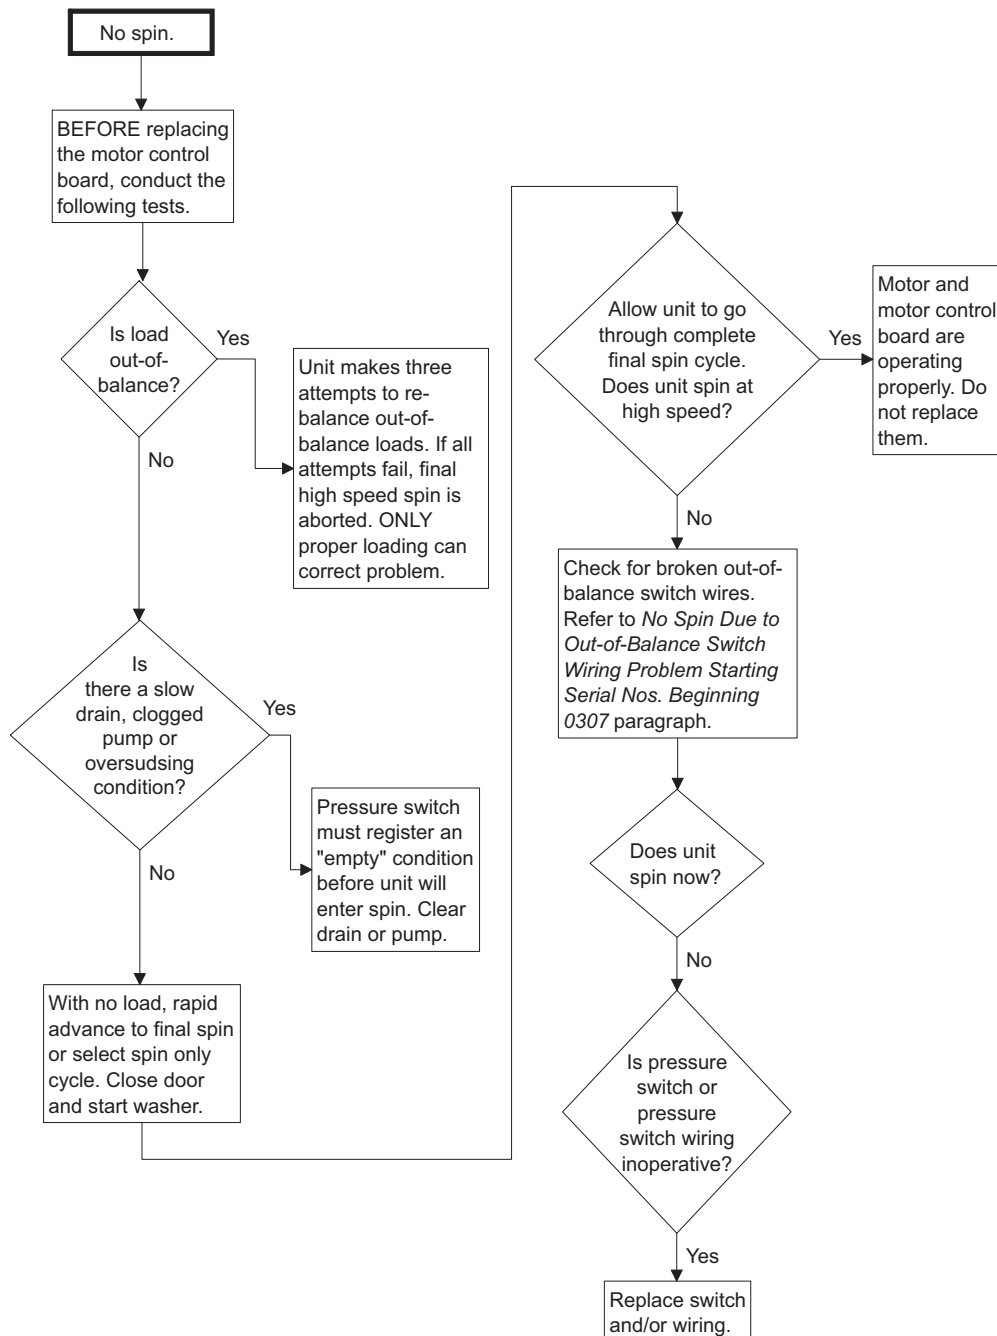 No spin.
BEFORE replacing
the motor control
board, conduct the
following tests.
Is load
out-of-
balance?
Yes
Unit makes three
attempts to re-
balance out-of-
balance loads. If all
attempts fail, final
high speed spin is
aborted. ONLY
proper loading can
correct problem.
No
Is
there a slow
drain, clogged
pump or
oversudsing
condition?
Yes
Pressure switch
must register an
"empty" condition
before unit will
enter spin. Clear
drain or pump.
No
With no load, rapid
advance to final spin
or select spin only
cycle. Close door
and start washer.
Allow unit to go
through complete
final spin cycle.
Does unit spin at
high speed?
Yes
Motor and
motor control
board are
operating
properly. Do
not replace
them.
No
Check for broken out-of-
balance switch wires.
Refer to No Spin Due to
Out-of-Balance Switch
Wiring Problem Starting
Serial Nos. Beginning
0307 paragraph.
Does unit
spin now?
No
Is pressure
switch or
pressure
switch wiring
inoperative?
Yes
Replace switch
and/or wiring.